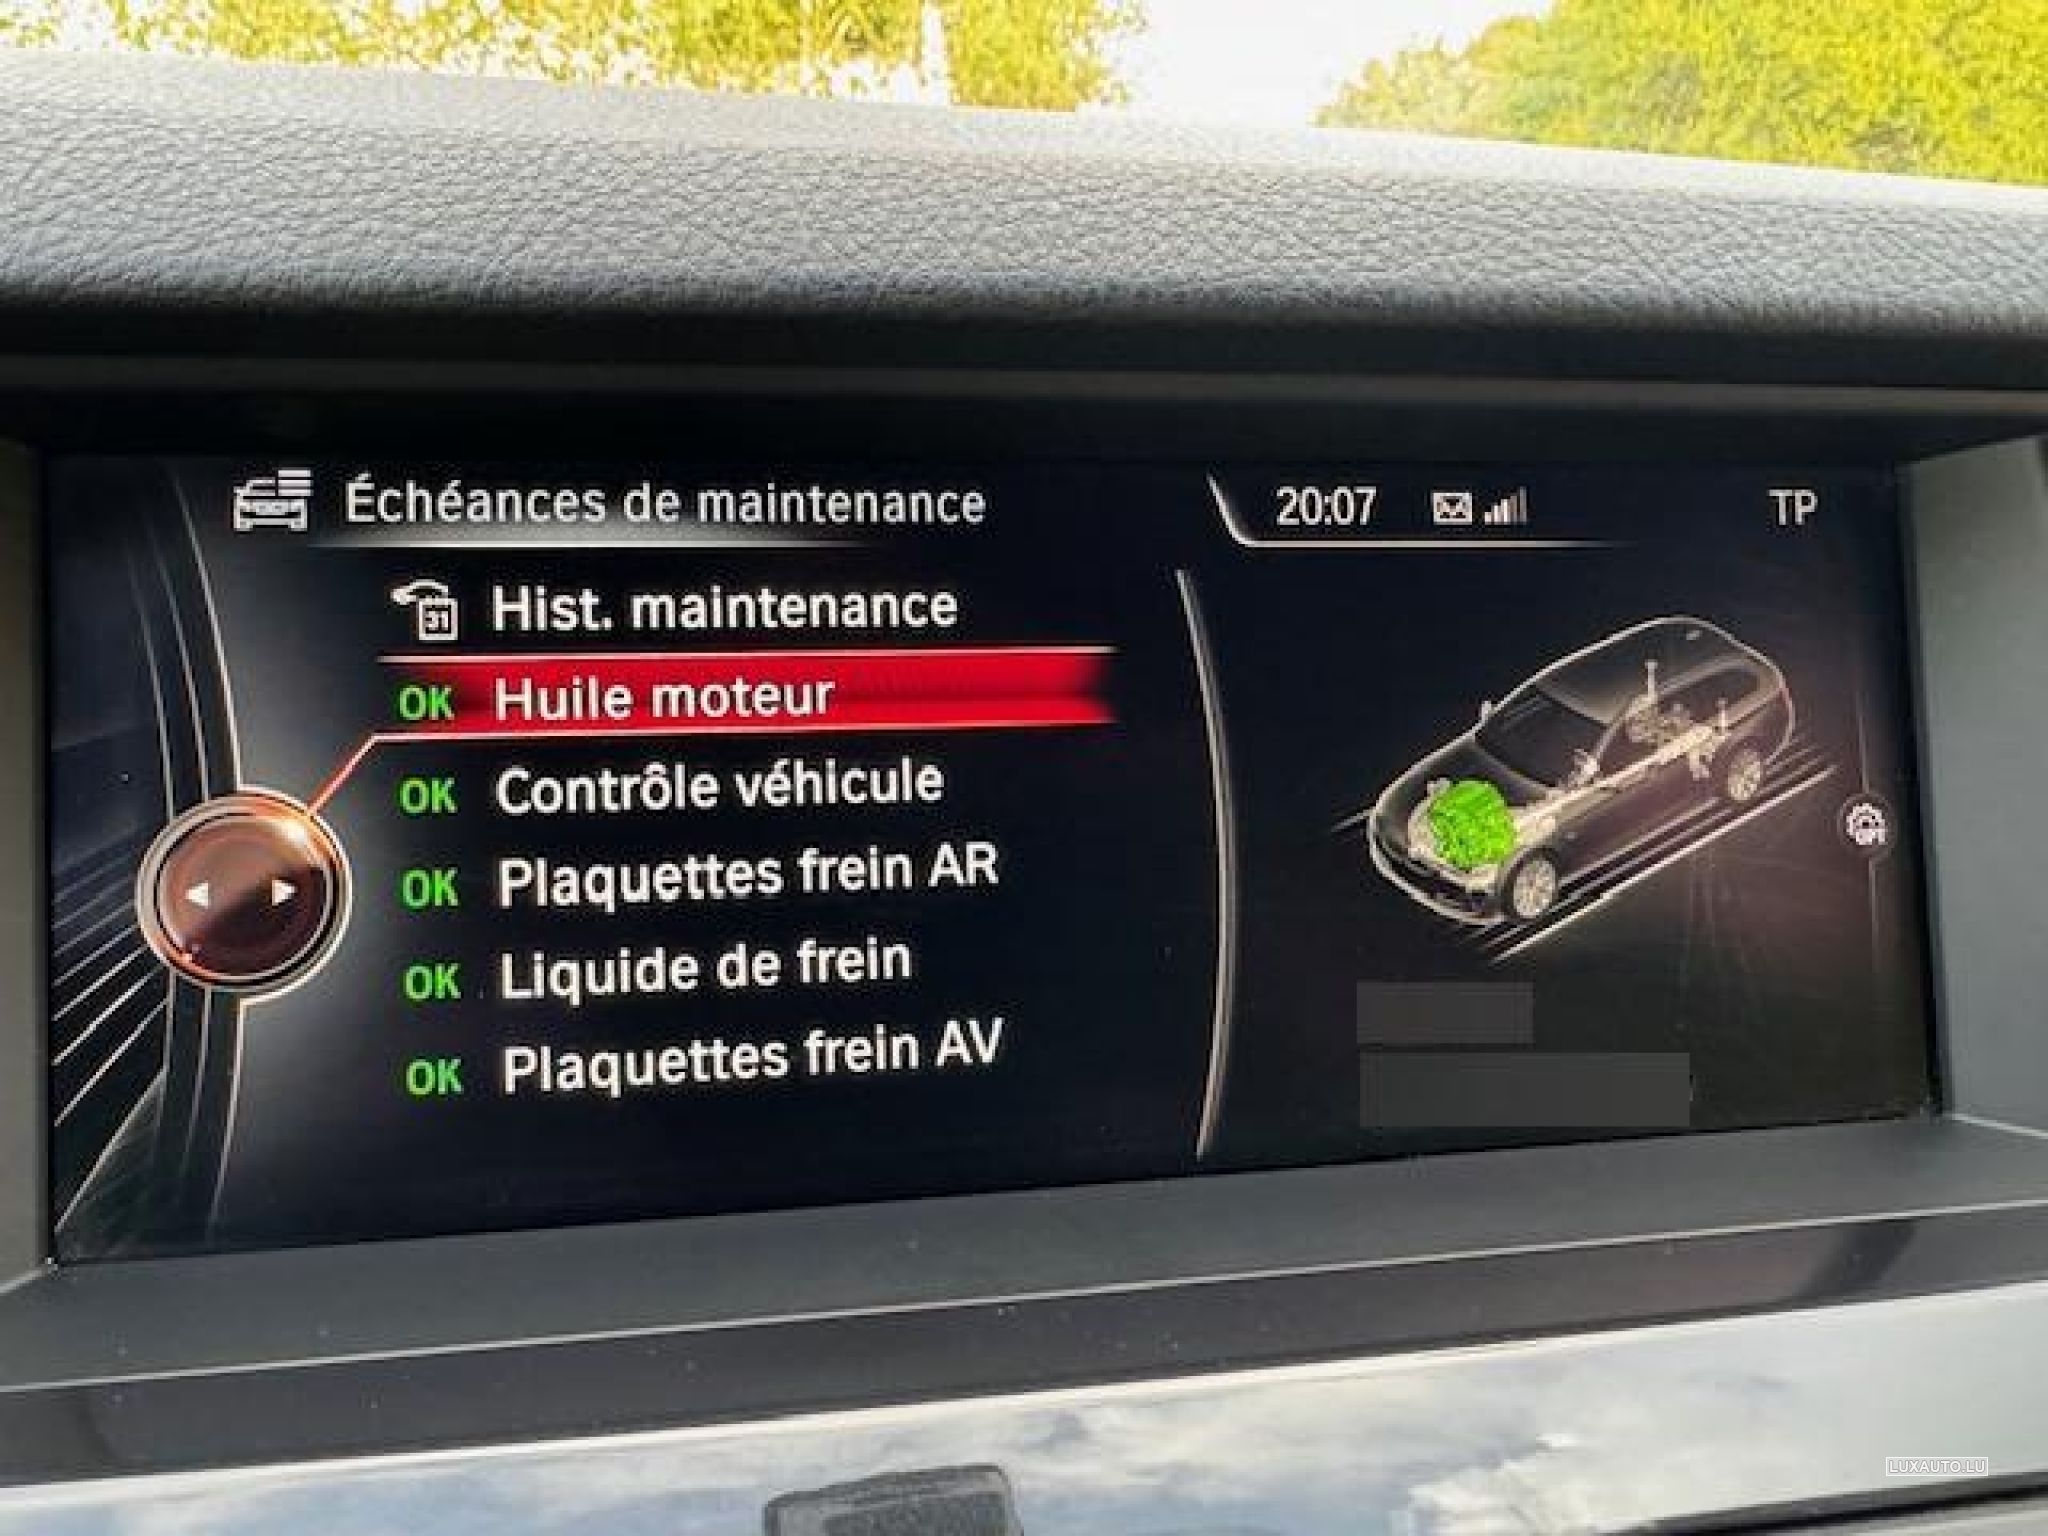 Échéances de maintenance
20:07
TP
31 Hist. maintenance
OK Huile moteur
OK Contrôle véhicule
OK Plaquettes frein AR
OK Liquide de frein
OK Plaquettes frein AV
LUXAUTO.LU